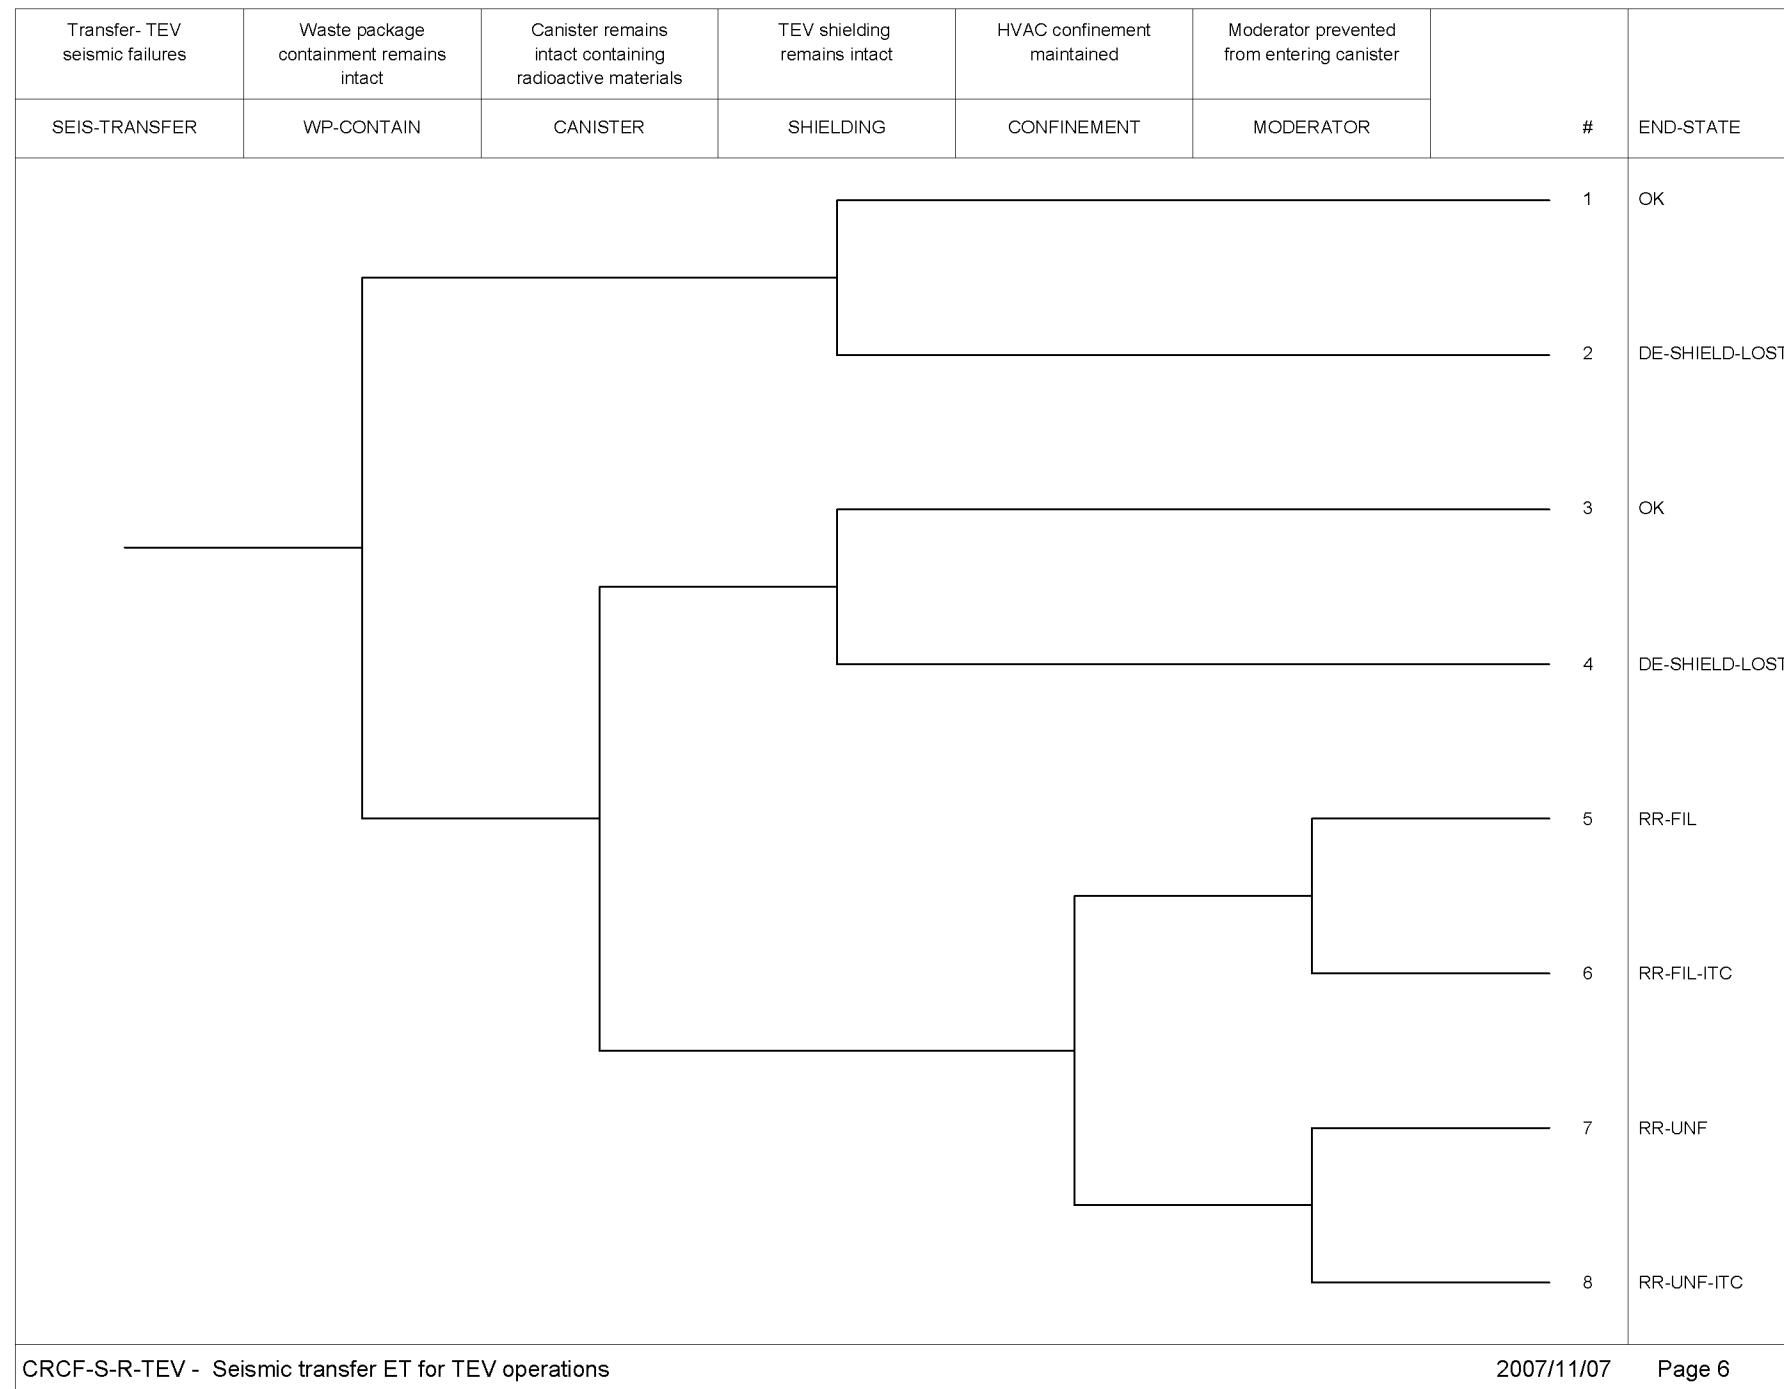 Transfer- TEV
seismic failures
Waste package
containment remains
intact
Canister remains
intact containing
radioactive materials
TEV shielding
remains intact
HVAC confinement
maintained
Moderator prevented
from entering canister
SEIS-TRANSFER
WP-CONTAIN
CANISTER
SHIELDING
CONFINEMENT
MODERATOR
#
END-STATE
1 OK
2 DE-SHIELD-LOST
3 OK
4 DE-SHIELD-LOST
5 RR-FIL
6 RR-FIL-ITC
7 RR-UNF
8 RR-UNF-ITC
CRCF-S-R-TEV - Seismic transfer ET for TEV operations 2007/11/07 Page 6